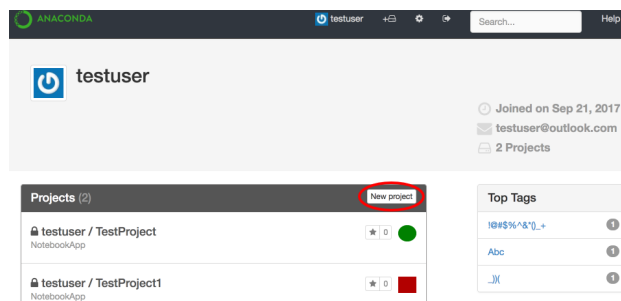 ANACONDA
testuser
Search...
Help
testuser
Joined on Sep 21, 2017
testuser@outlook.com
2 Projects
Projects (2)
New project
testuser / TestProject
NotebookApp
0
testuser / TestProject1
NotebookApp
0
Top Tags
!@#$%^&*()_+
1
Abc
1
_))(
1